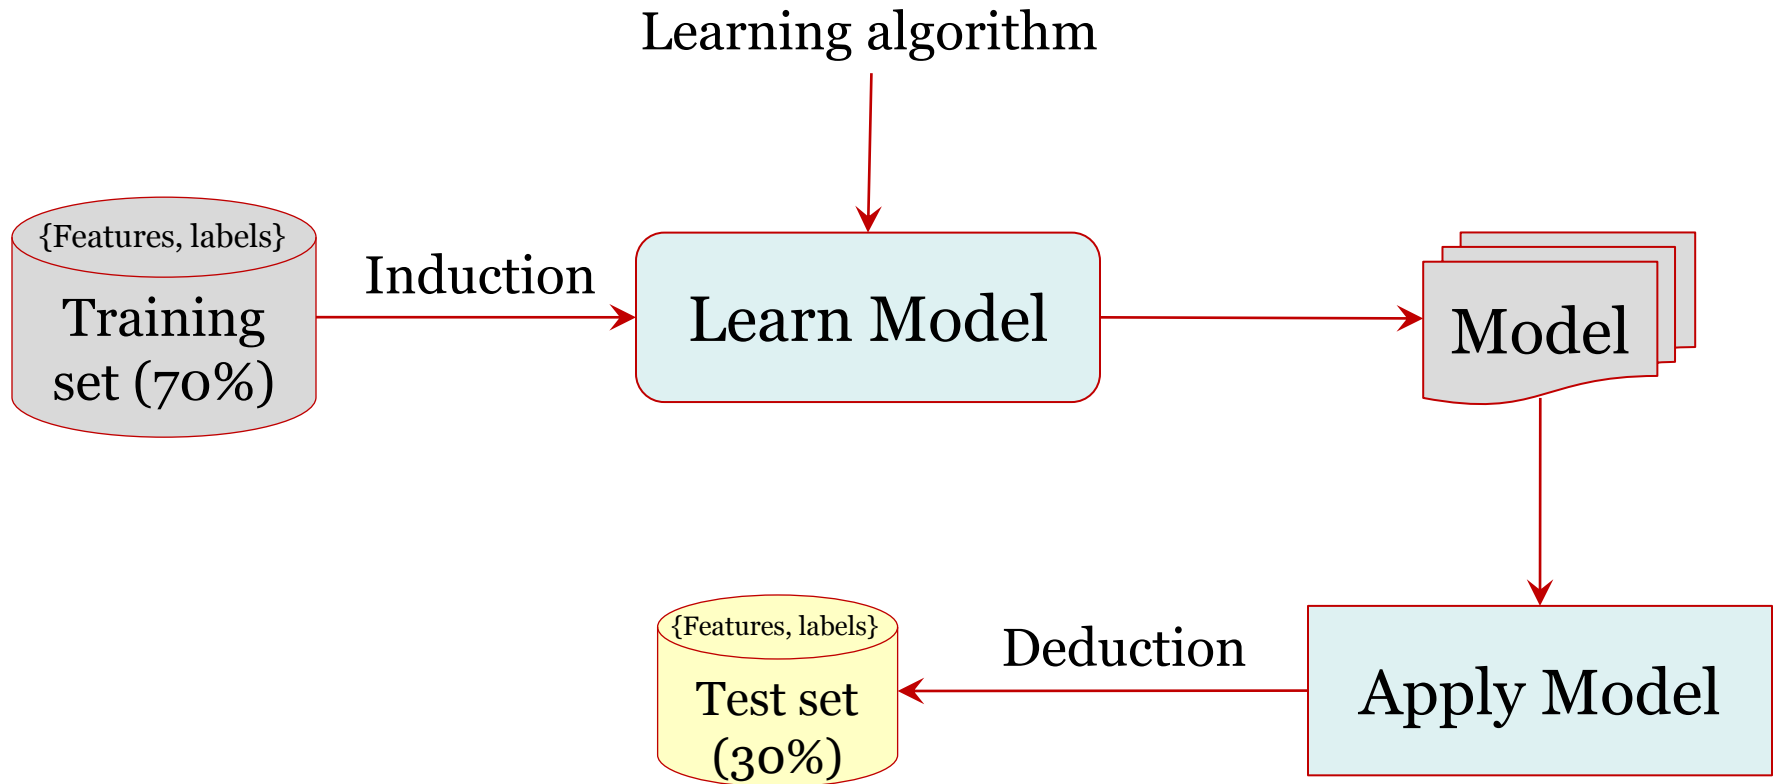 Learning algorithm
{Features, labels}
Training
set (70%)
Induction
Learn Model
Model
{Features, labels}
Test set
(30%)
Deduction
Apply Model